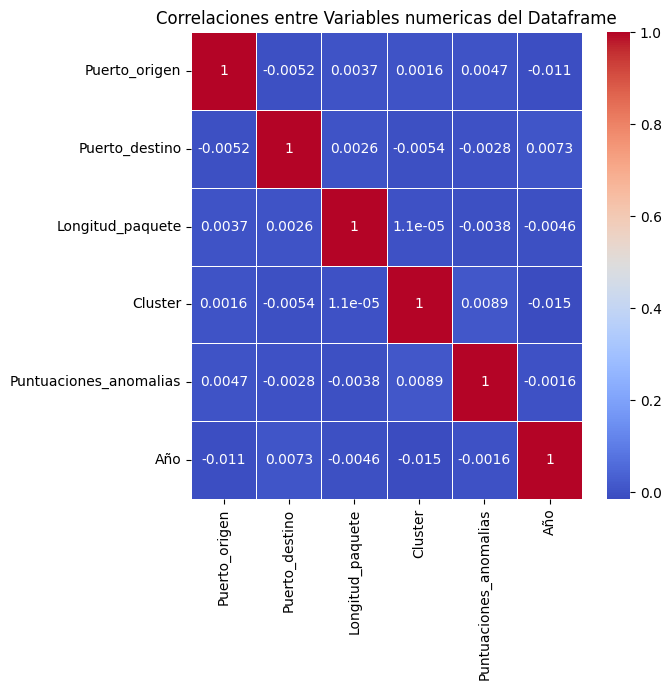 Correlaciones entre Variables numericas del Dataframe
Puerto_origen 1 -0.0052 0.0037 0.0016 0.0047 -0.011
Puerto_destino -0.0052 1 0.0026 -0.0054 -0.0028 0.0073
Longitud_paquete 0.0037 0.0026 1 1.1e-05 -0.0038 -0.0046
Cluster 0.0016 -0.0054 1.1e-05 1 0.0089 -0.015
Puntuaciones_anomalias 0.0047 -0.0028 -0.0038 0.0089 1 -0.0016
Año -0.011 0.0073 -0.0046 -0.015 -0.0016 1
Puerto_origen
Puerto_destino
Longitud_paquete
Cluster
Puntuaciones_anomalias
Año
1.0
0.8
0.6
0.4
0.2
0.0